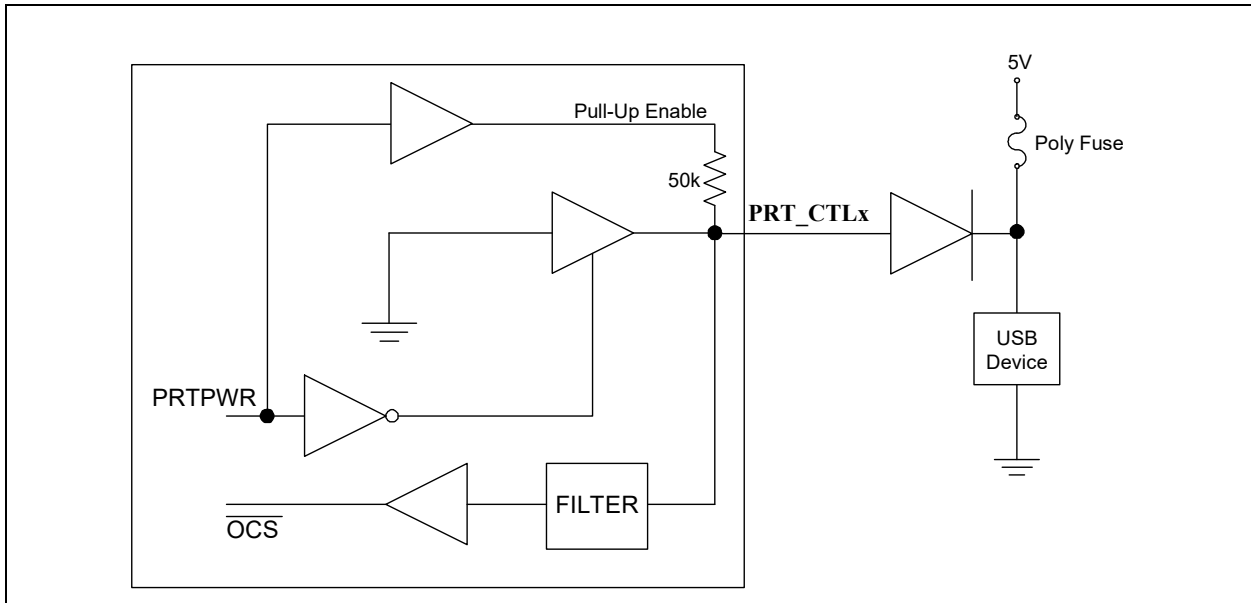 5V
Poly Fuse
Pull-Up Enable
50k
PRT_CTLx
USB
Device
PRTPWR
FILTER
OCS